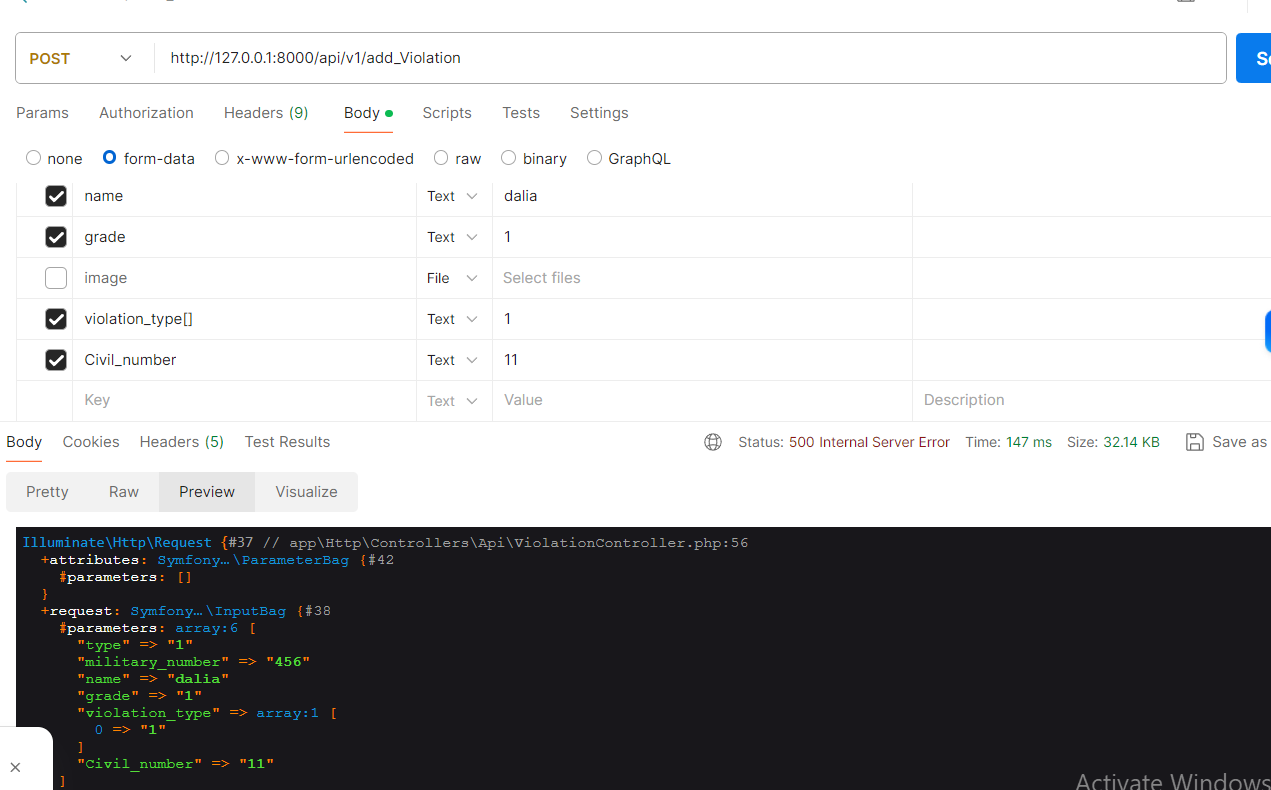 POST http://127.0.0.1:8000/api/v1/add_Violation
Params Authorization Headers (9) Body Scripts Tests Settings
none form-data x-www-form-urlencoded raw binary GraphQL
name Text dalia
grade Text 1
image File Select files
violation_type[] Text 1
Civil_number Text 11
Key Text Value Description
Body Cookies Headers (5) Test Results Status: 500 Internal Server Error Time: 147 ms Size: 32.14 KB Save as
Pretty Raw Preview Visualize
Illuminate\Http\Request {#37 // app\Http\Controllers\Api\ViolationController.php:56
+attributes: Symfony…\ParameterBag {#42
#parameters: []
}
+request: Symfony…\InputBag {#38
#parameters: array:6 [
"type" => "1"
"military_number" => "456"
"name" => "dalia"
"grade" => "1"
"violation_type" => array:1 [
0 => "1"
]
"Civil_number" => "11"
]
Activate Windows